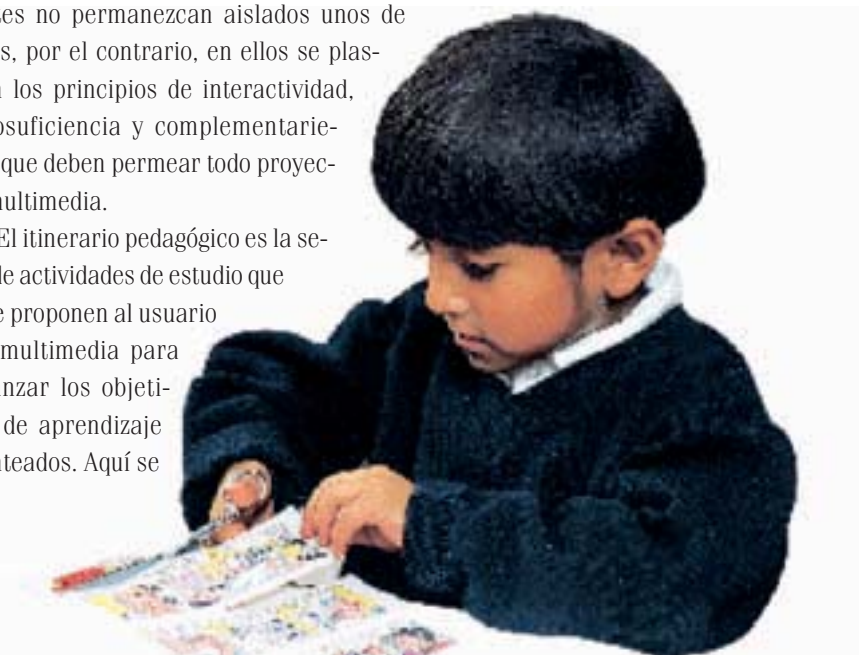 tes no permanezcan aislados unos de
s, por el contrario, en ellos se plas-
los principios de interactividad,
osuficiencia y complementarie-
que deben permear todo proyec-
multimedia.
El itinerario pedagógico es la se-
de actividades de estudio que
e proponen al usuario
multimedia para
nzar los objeti-
de aprendizaje
nteados. Aquí se